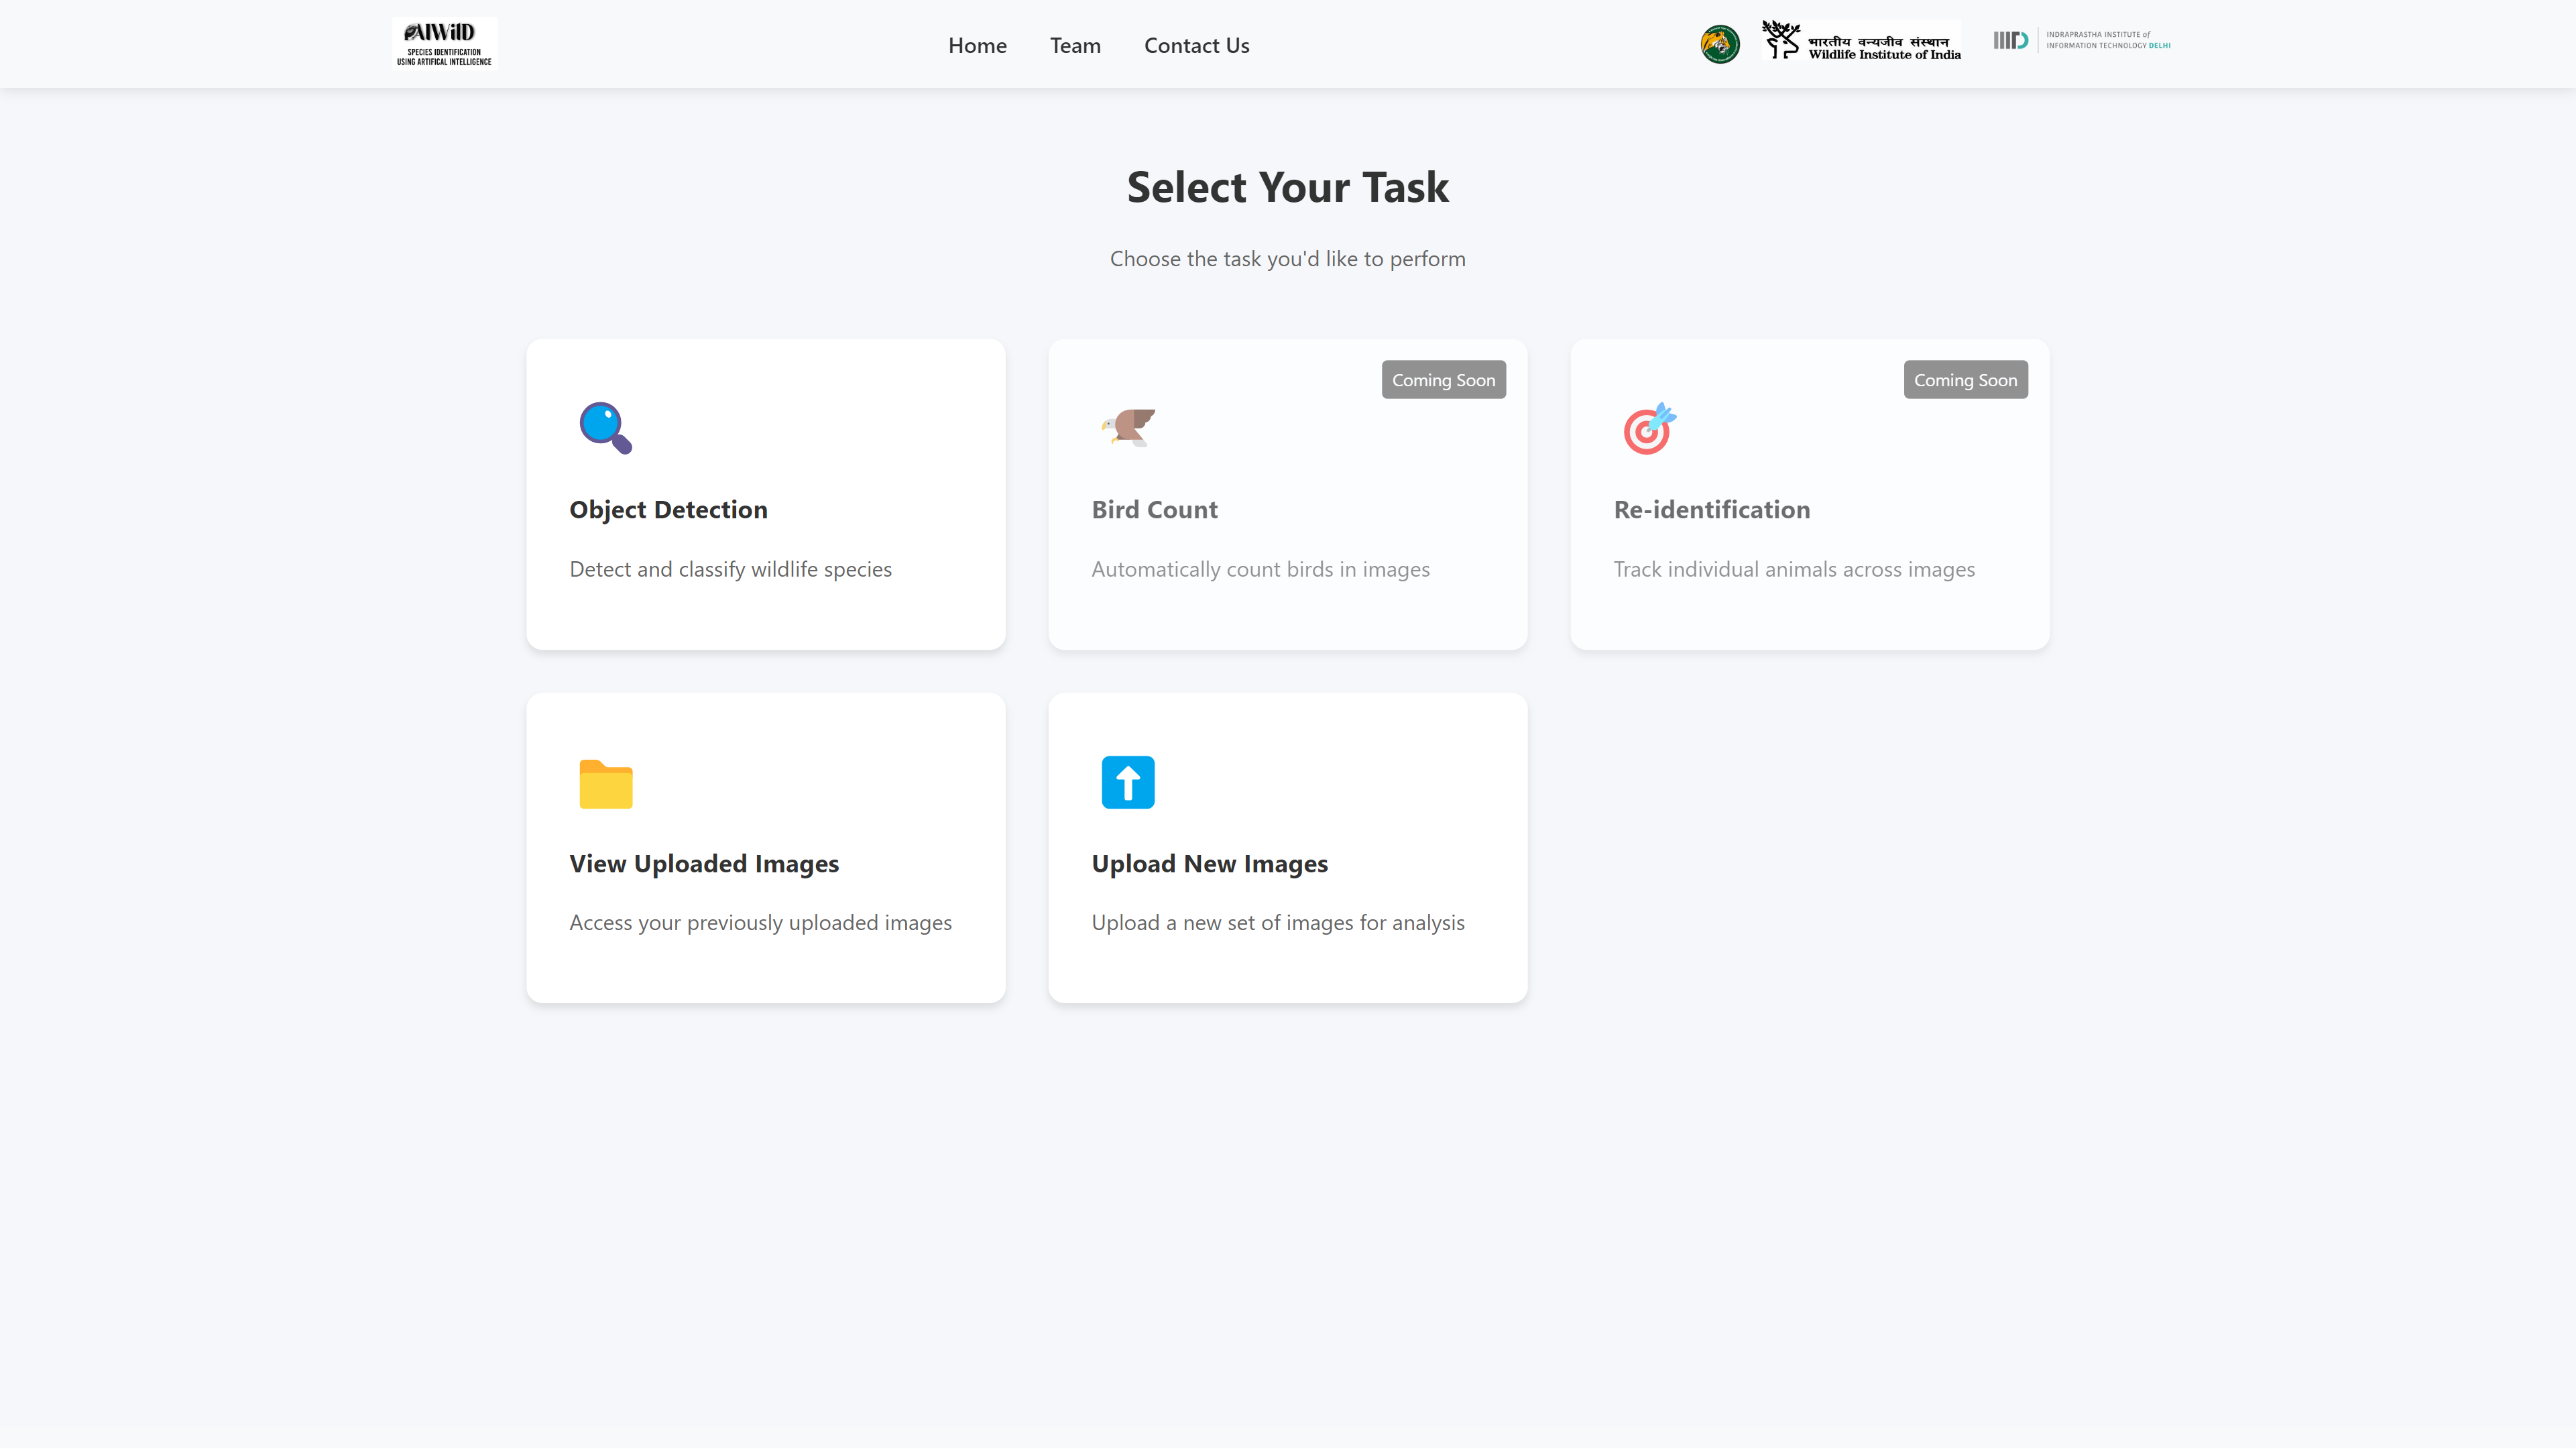 AIWilD
SPECIES IDENTIFICATION
USING ARTIFICAL INTELLIGENCE
Home
Team
Contact Us
भारतीय वन्यजीव संस्थान
Wildlife Institute of India
IIITD
INDRAPRASTHA INSTITUTE of
INFORMATION TECHNOLOGY DELHI
Select Your Task
Choose the task you'd like to perform
Object Detection
Detect and classify wildlife species
Coming Soon
Bird Count
Automatically count birds in images
Coming Soon
Re-identification
Track individual animals across images
View Uploaded Images
Access your previously uploaded images
Upload New Images
Upload a new set of images for analysis